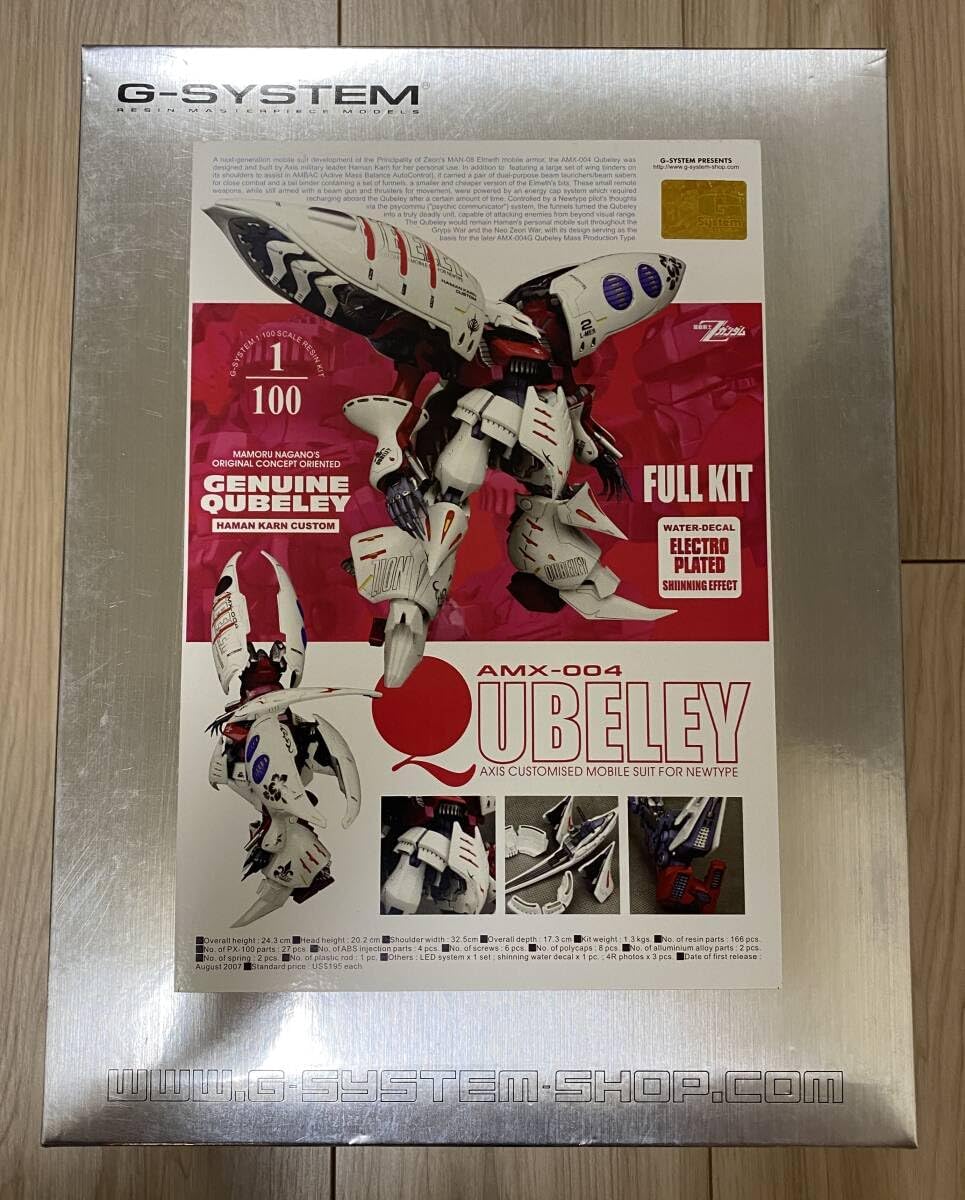 G-SYSTEM®
RESIN MASTERPIECE MODELS
A next-generation mobile suit development of the Principality of Zeon's MAN-08 Elmeth mobile armor, the AMX-004 Qubeley was
designed and built by Axis military leader Haman Karn for her personal use. In addition to featuring a large set of wing binders on
its shoulders to assist in AMBAC (Active Mass Balance AutoControl), it carried a pair of dual-purpose beam launchers/beam sabers
for close combat and a tail binder containing a set of funnels, a smaller and cheaper version of the Elmeth's bits. These small remote
weapons, while still armed with a beam gun and thrusters for movement, were powered by an energy cap system which required
recharging aboard the Qubeley after a certain amount of time. Controlled by a Newtype pilot's thoughts
via the psycommu ("psychic communicator") system, the funnels turned the Qubeley
into a truly deadly unit, capable of attacking enemies from beyond visual range.
The Qubeley would remain Haman's personal mobile suit throughout the
Gryps War and the Neo Zeon War, with its design serving as the
basis for the later AMX-004G Qubeley Mass Production Type.
G-SYSTEM PRESENTS
http://www.g-system-shop.com
G
System
機動戦士
Ζガンダム
HAMAN KARN
CUSTOM
2
G-SYSTEM 1:100 SCALE RESIN KIT
1
100
MAMORU NAGANO'S
ORIGINAL CONCEPT ORIENTED
GENUINE
QUBELEY
HAMAN KARN CUSTOM
FULL KIT
WATER-DECAL
ELECTRO
PLATED
SHIINNING EFFECT
QUBELEY
AMX-004
QUBELEY
AXIS CUSTOMISED MOBILE SUIT FOR NEWTYPE
Overall height : 24.3 cm Head height : 20.2 cm Shoulder width : 32.5cm Overall depth : 17.3 cm Kit weight : 1.3 kgs. No. of resin parts : 166 pcs.
No. of PX-100 parts : 27 pcs. No. of ABS injection parts : 4 pcs. No. of screws : 6 pcs. No. of polycaps : 8 pcs. No. of alluminium alloy parts : 2 pcs.
No. of spring : 2 pcs. No. of plastic rod : 1 pc. Others : LED system x 1 set ; shinning water decal x 1 pc. ; 4R photos x 3 pcs. Date of first release :
August 2007 Standard price : US$195 each.
WWW.G-SYSTEM-SHOP.COM